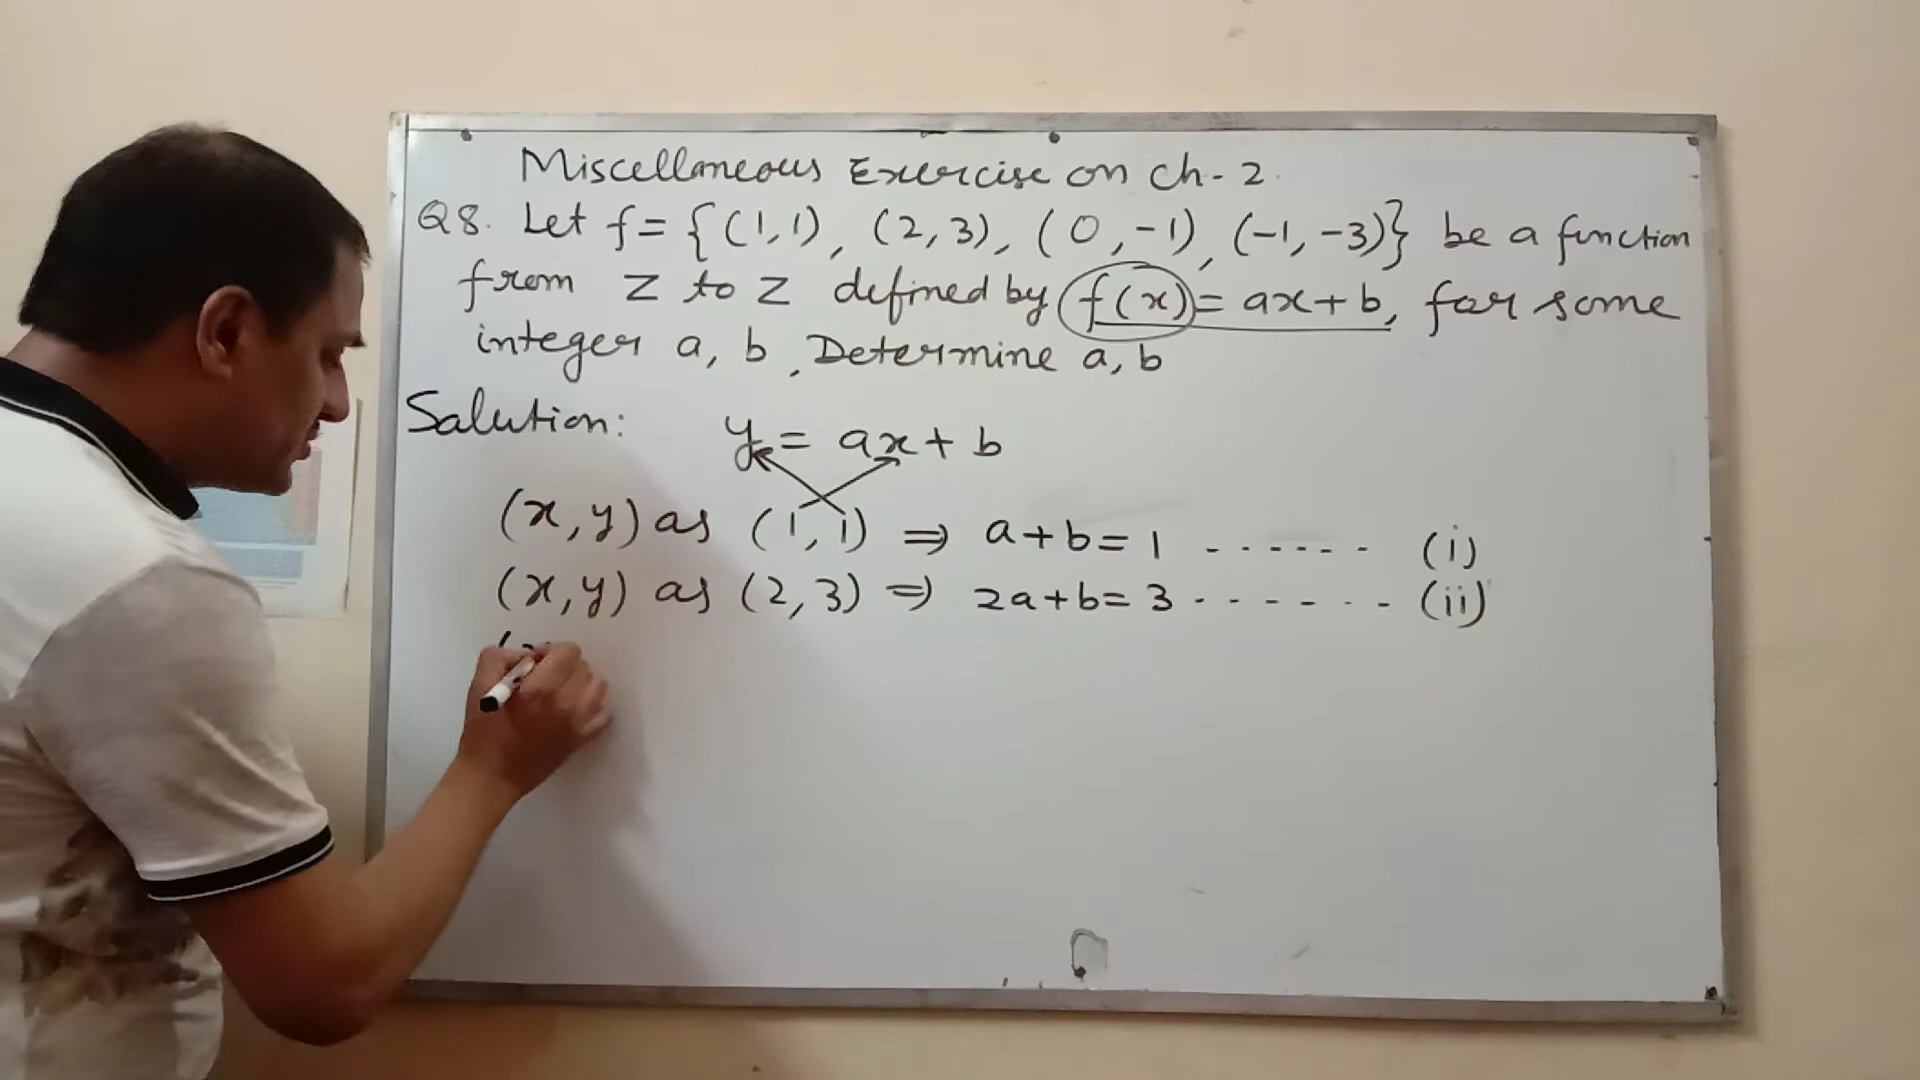 Miscellaneous Exercise on Ch-2.
Q8. Let f = {(1,1), (2,3), (0,-1), (-1,-3)} be a function
from Z to Z defined by f(x) = ax+b, for some
integer a, b. Determine a, b
Salution: y = ax + b
(x,y) as (1,1) ⇒ a+b = 1 ------ (i)
(x,y) as (2,3) ⇒ 2a+b = 3 ------- (ii)
(x